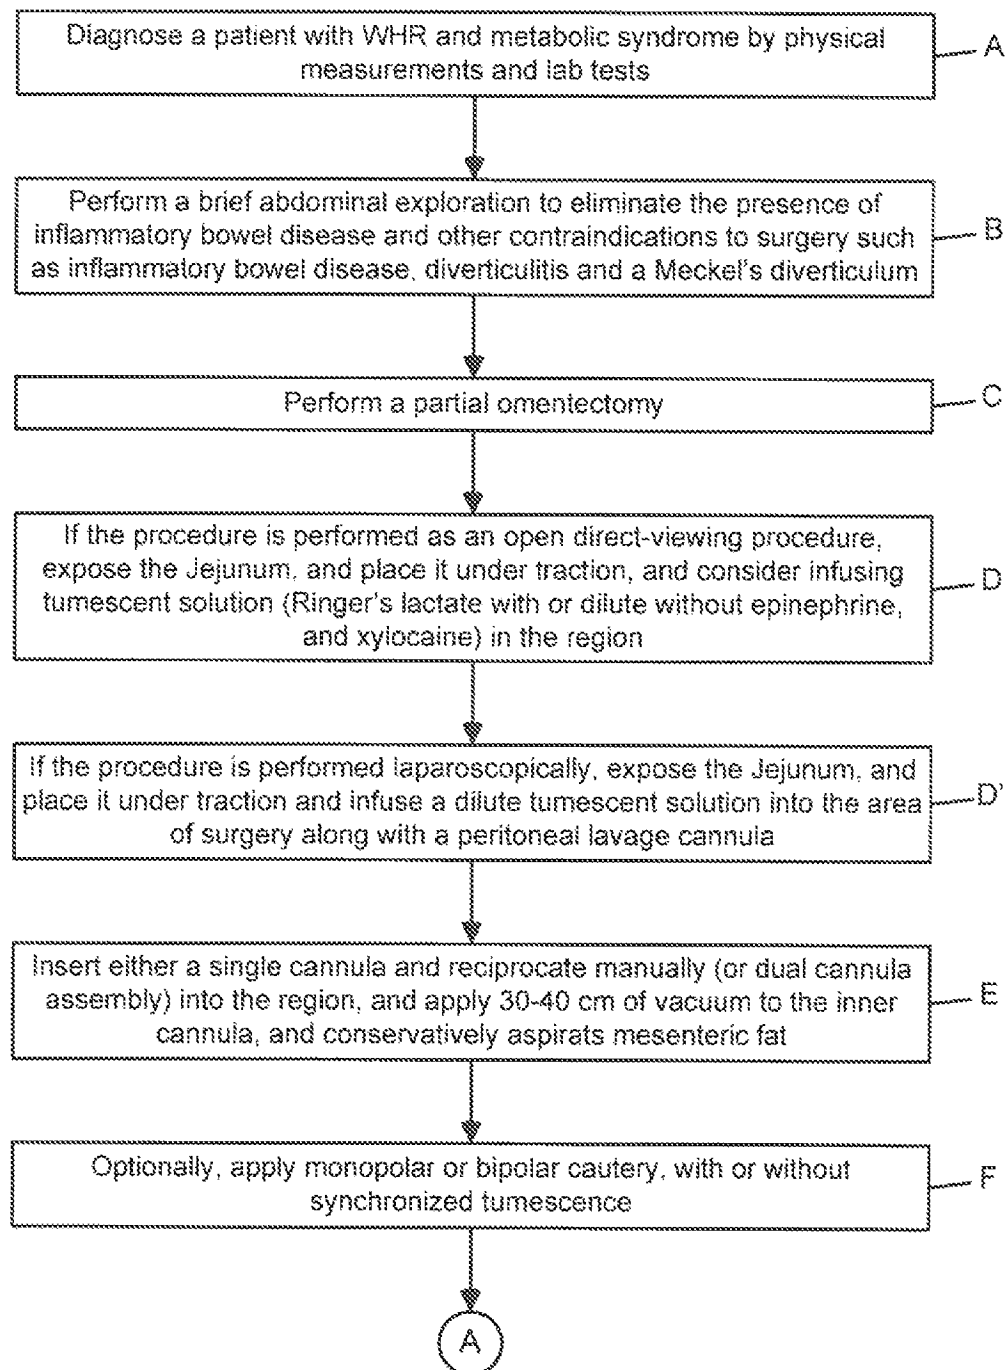 Diagnose a patient with WHR and metabolic syndrome by physical
measurements and lab tests
A
Perform a brief abdominal exploration to eliminate the presence of
inflammatory bowel disease and other contraindications to surgery such
as inflammatory bowel disease, diverticulitis and a Meckel's diverticulum
B
Perform a partial omentectomy
C
If the procedure is performed as an open direct-viewing procedure,
expose the Jejunum, and place it under traction, and consider infusing
tumescent solution (Ringer's lactate with or dilute without epinephrine,
and xylocaine) in the region
D
If the procedure is performed laparoscopically, expose the Jejunum, and
place it under traction and infuse a dilute tumescent solution into the area
of surgery along with a peritoneal lavage cannula
D'
Insert either a single cannula and reciprocate manually (or dual cannula
assembly) into the region, and apply 30-40 cm of vacuum to the inner
cannula, and conservatively aspirats mesenteric fat
E
Optionally, apply monopolar or bipolar cautery, with or without
synchronized tumescence
F
A